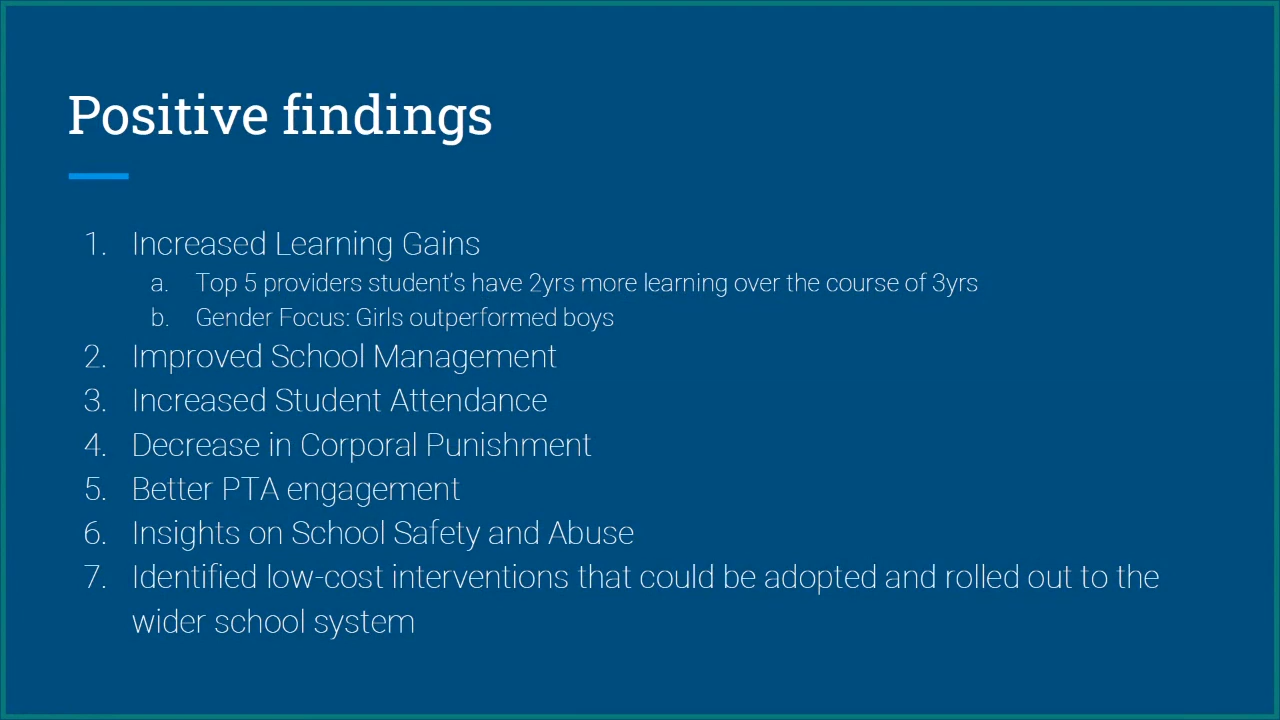 Positive findings
1. Increased Learning Gains
a. Top 5 providers student's have 2yrs more learning over the course of 3yrs
b. Gender Focus: Girls outperformed boys
2. Improved School Management
3. Increased Student Attendance
4. Decrease in Corporal Punishment
5. Better PTA engagement
6. Insights on School Safety and Abuse
7. Identified low-cost interventions that could be adopted and rolled out to the
wider school system